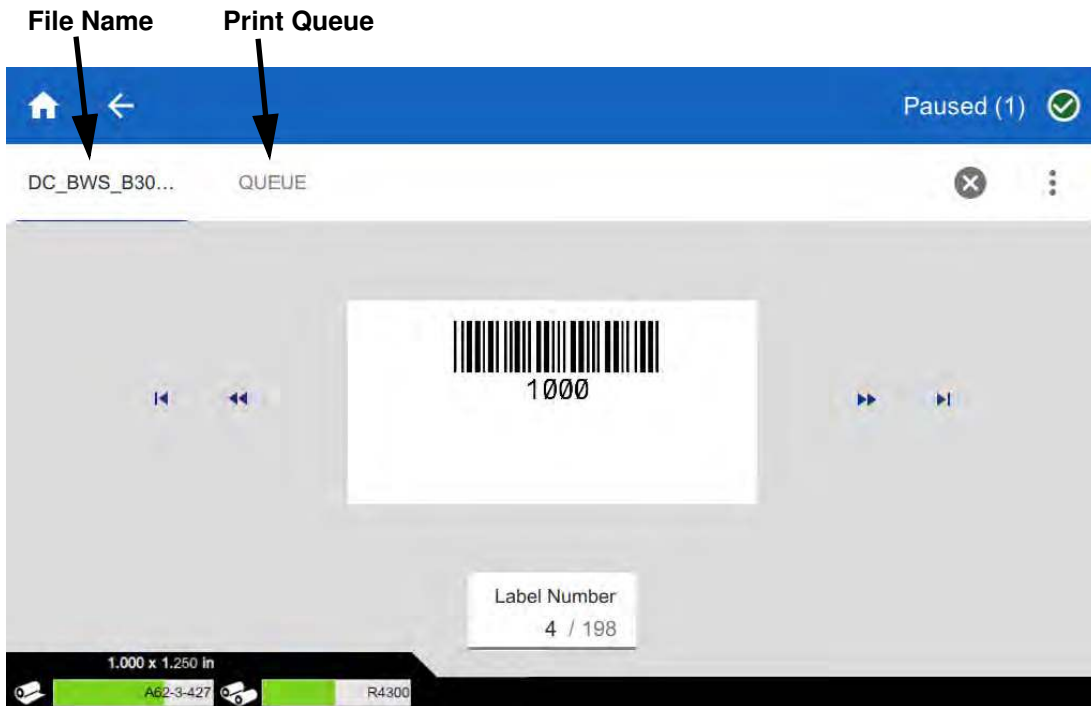 File Name Print Queue
Paused (1)
DC_BWS_B30... QUEUE
1000
Label Number
4 / 198
1.000 x 1.250 in
A62-3-427 R4300